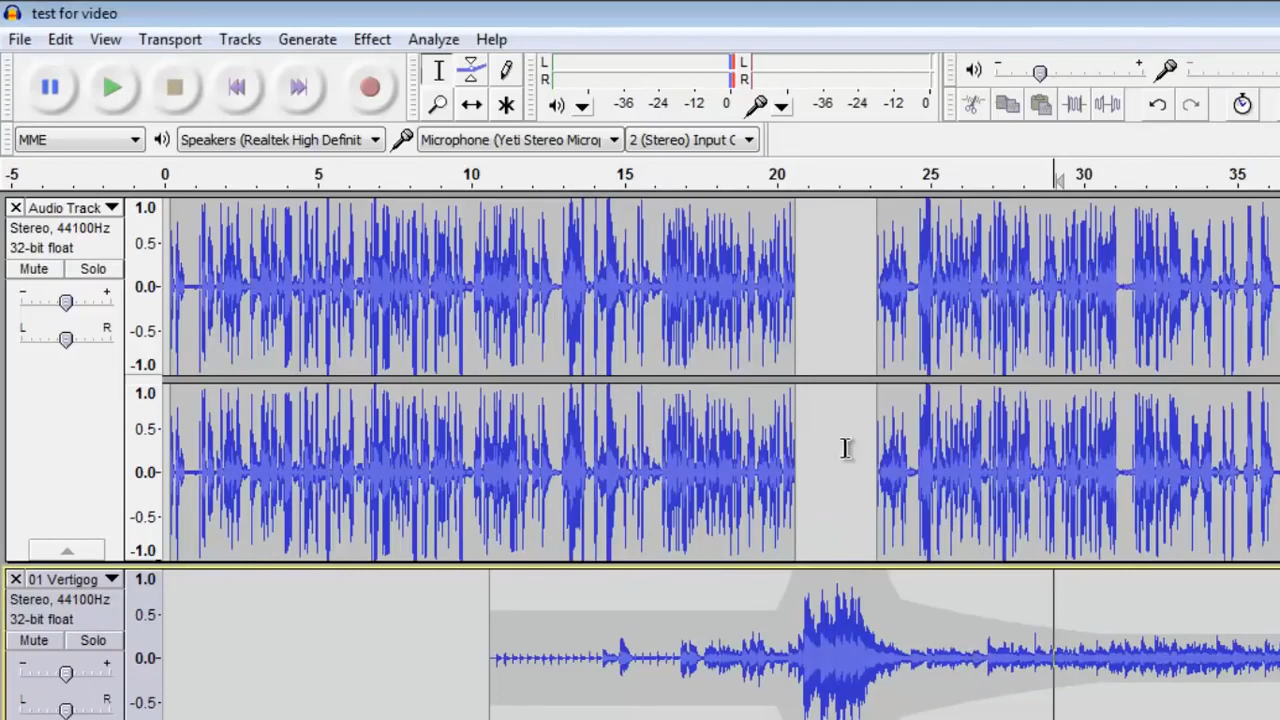 test for video
File Edit View Transport Tracks Generate Effect Analyze Help
L R -36 -24 -12 0
L R -36 -24 -12 0
- +
-
MME Speakers (Realtek High Definit Microphone (Yeti Stereo Microp 2 (Stereo) Input C
-5 0 5 10 15 20 25 30 35
Audio Track
Stereo, 44100Hz
32-bit float
Mute Solo
- +
L R
1.0
0.5
0.0
-0.5
-1.0
1.0
0.5
0.0
-0.5
-1.0
01 Vertigog
Stereo, 44100Hz
32-bit float
Mute Solo
- +
L R
1.0
0.5
0.0
-0.5